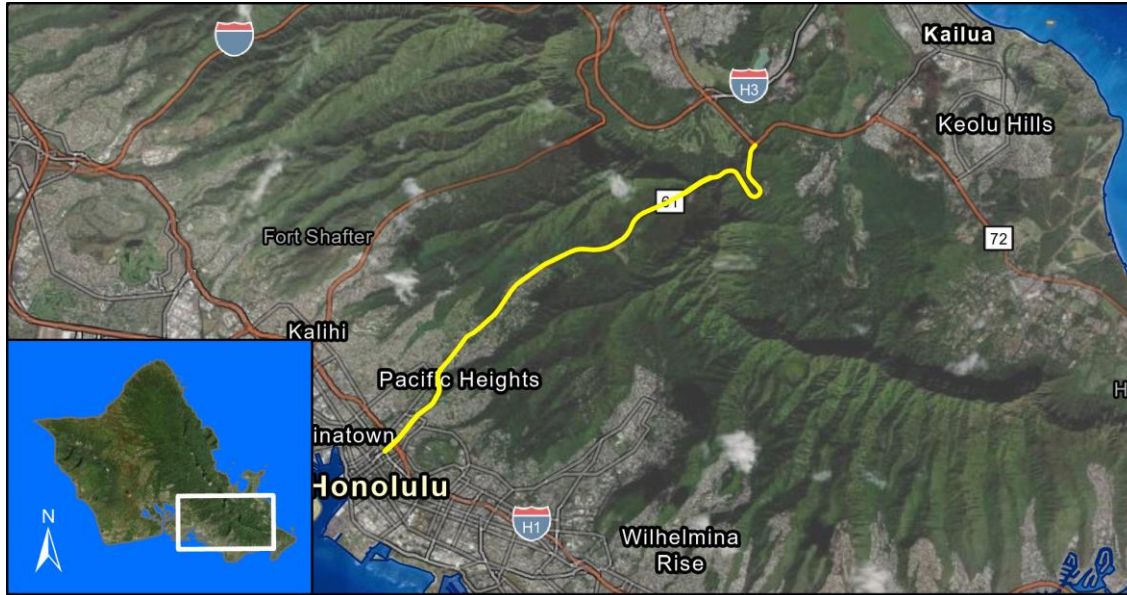 Kailua
H3
Keolu Hills
61
Fort Shafter
72
Kalihi
Pacific Heights
H
inatown
Honolulu
N
H1
Wilhelmina
Rise